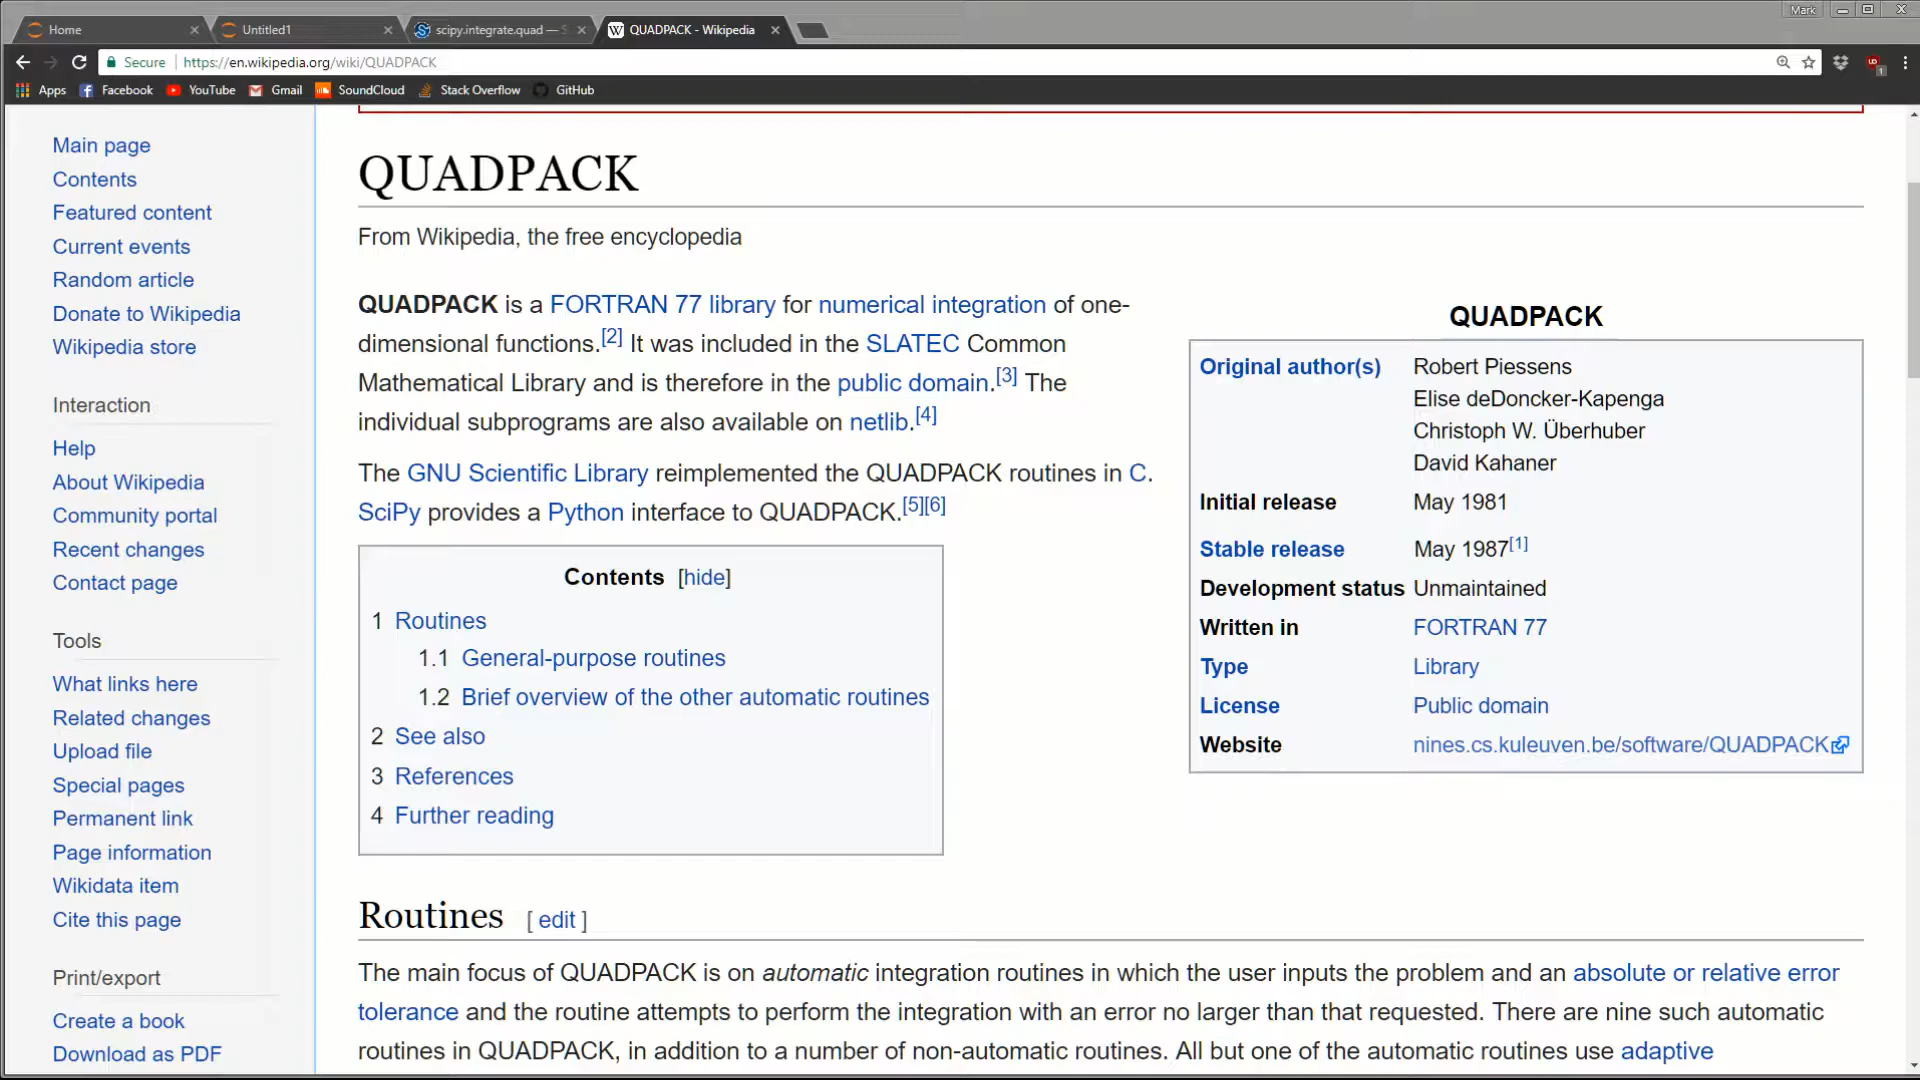 Mark
Home
Untitled1
scipy.integrate.quad — S
QUADPACK - Wikipedia
Secure
https://en.wikipedia.org/wiki/QUADPACK
Apps
Facebook
YouTube
Gmail
SoundCloud
Stack Overflow
GitHub
Main page
Contents
Featured content
Current events
Random article
Donate to Wikipedia
Wikipedia store
Interaction
Help
About Wikipedia
Community portal
Recent changes
Contact page
Tools
What links here
Related changes
Upload file
Special pages
Permanent link
Page information
Wikidata item
Cite this page
Print/export
Create a book
Download as PDF
QUADPACK
From Wikipedia, the free encyclopedia
QUADPACK is a FORTRAN 77 library for numerical integration of one-
dimensional functions.[2] It was included in the SLATEC Common
Mathematical Library and is therefore in the public domain.[3] The
individual subprograms are also available on netlib.[4]
The GNU Scientific Library reimplemented the QUADPACK routines in C.
SciPy provides a Python interface to QUADPACK.[5][6]
QUADPACK
Original author(s) Robert Piessens
Elise deDoncker-Kapenga
Christoph W. Überhuber
David Kahaner
Initial release May 1981
Stable release May 1987[1]
Development status Unmaintained
Written in FORTRAN 77
Type Library
License Public domain
Website nines.cs.kuleuven.be/software/QUADPACK
Contents [hide]
1 Routines
1.1 General-purpose routines
1.2 Brief overview of the other automatic routines
2 See also
3 References
4 Further reading
Routines [ edit ]
The main focus of QUADPACK is on automatic integration routines in which the user inputs the problem and an absolute or relative error
tolerance and the routine attempts to perform the integration with an error no larger than that requested. There are nine such automatic
routines in QUADPACK, in addition to a number of non-automatic routines. All but one of the automatic routines use adaptive